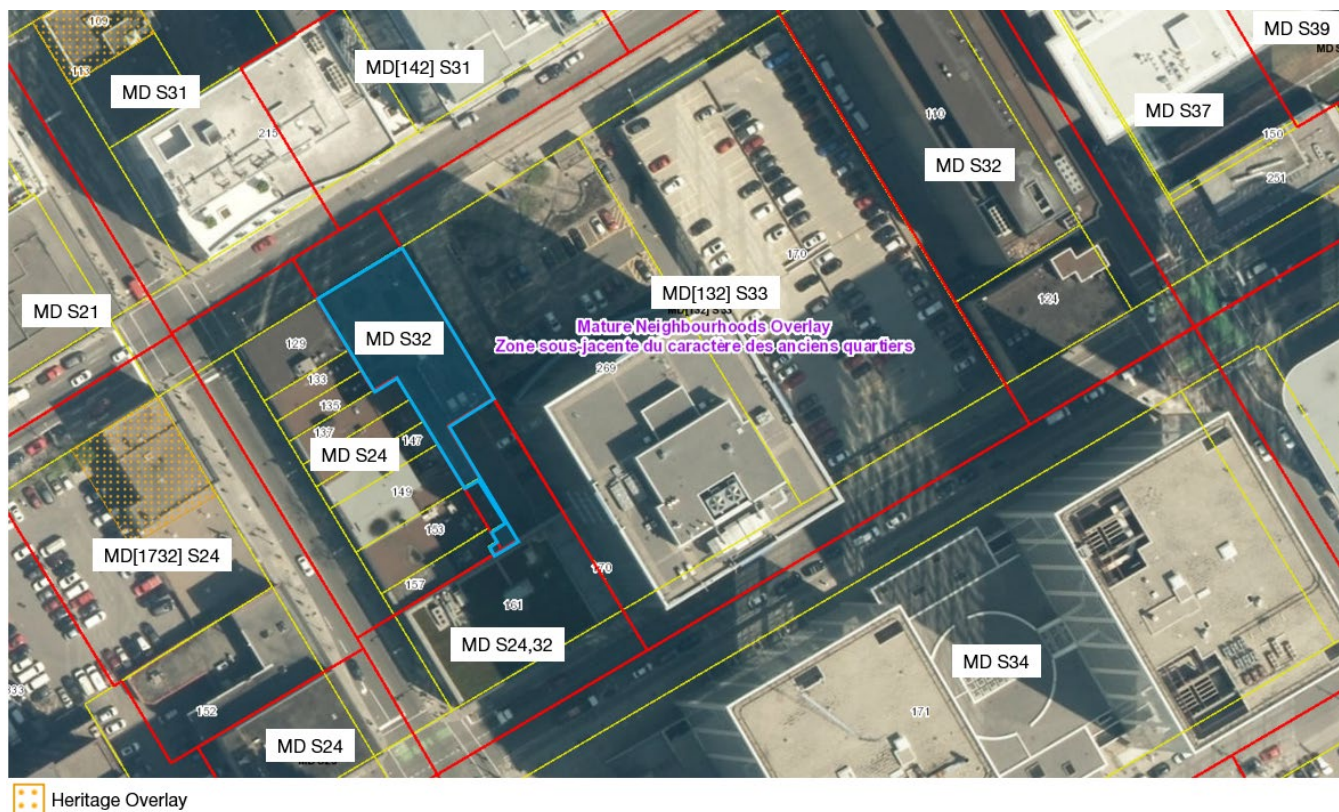 109
113
MD S31
MD[142] S31
MD S39
215
110
MD S37
150
251
MD S32
MD S21
170
MD[132] S33
124
MD S32
Mature Neighbourhoods Overlay
Zone sous-jacente du caractère des anciens quartiers
129
269
133
135
137
147
MD S24
149
153
MD[1732] S24
157
170
161
MD S24,32
MD S34
333
152
171
MD S24
Heritage Overlay